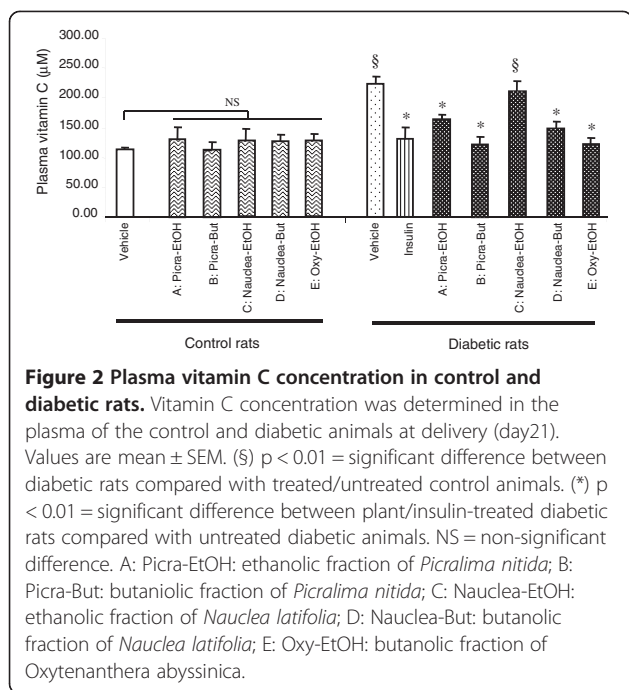 300.00
250.00
200.00
150.00
100.00
50.00
0.00
Plasma vitamin C (µM)
NS
§
*
*
*
§
*
*
Vehicle
A: Picra-EtOH
B: Picra-But
C: Nauclea-EtOH
D: Nauclea-But
E: Oxy-EtOH
Vehicle
Insulin
A: Picra-EtOH
B: Picra-But
C: Nauclea-EtOH
D: Nauclea-But
E: Oxy-EtOH
Control rats
Diabetic rats
Figure 2 Plasma vitamin C concentration in control and
diabetic rats. Vitamin C concentration was determined in the
plasma of the control and diabetic animals at delivery (day21).
Values are mean ± SEM. (§) p < 0.01 = significant difference between
diabetic rats compared with treated/untreated control animals. (*) p
< 0.01 = significant difference between plant/insulin-treated diabetic
rats compared with untreated diabetic animals. NS = non-significant
difference. A: Picra-EtOH: ethanolic fraction of Picralima nitida; B:
Picra-But: butaniolic fraction of Picralima nitida; C: Nauclea-EtOH:
ethanolic fraction of Nauclea latifolia; D: Nauclea-But: butanolic
fraction of Nauclea latifolia; E: Oxy-EtOH: butanolic fraction of
Oxytenanthera abyssinica.